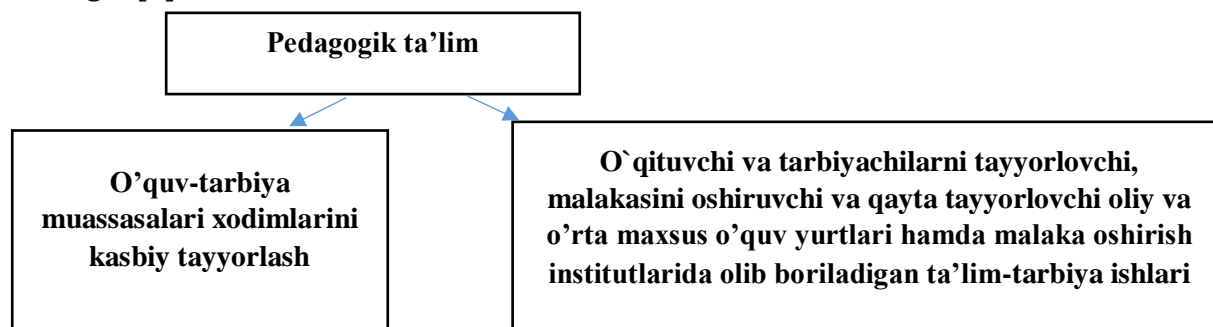 Pedagogik ta’lim
O’quv-tarbiya
muassasalari xodimlarini
kasbiy tayyorlash
O`qituvchi va tarbiyachilarni tayyorlovchi,
malakasini oshiruvchi va qayta tayyorlovchi oliy va
o’rta maxsus o’quv yurtlari hamda malaka oshirish
institutlarida olib boriladigan ta’lim-tarbiya ishlari